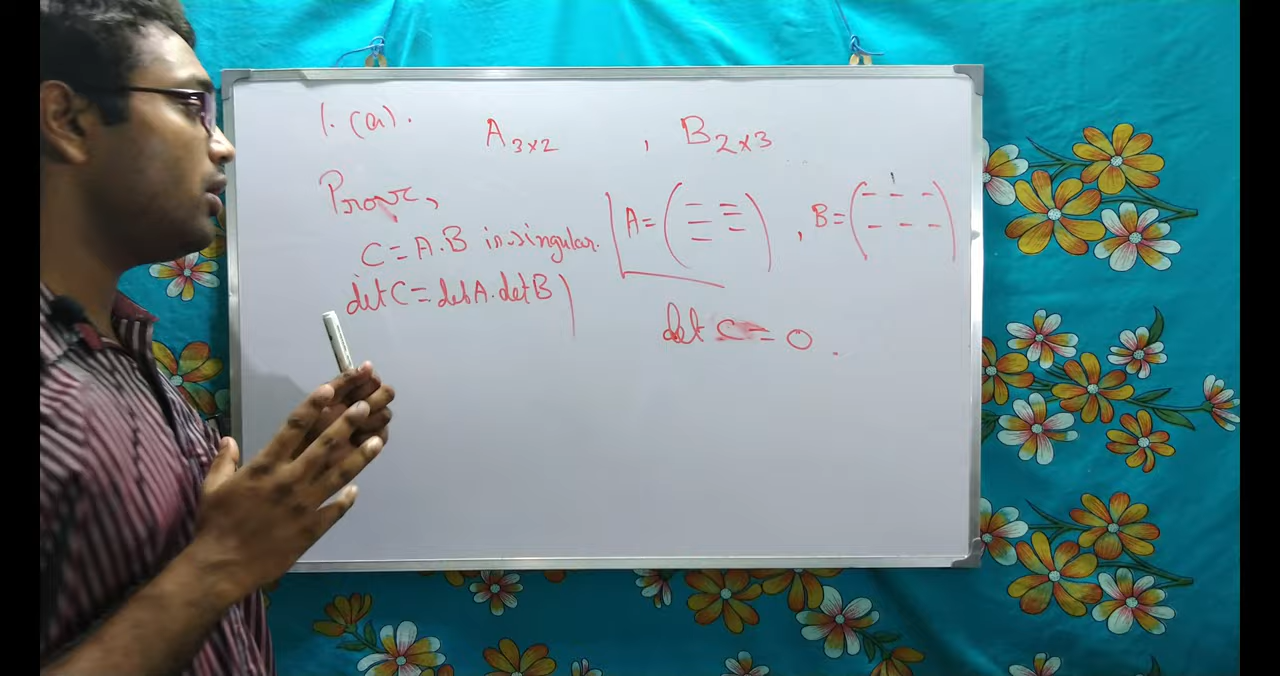 1. (a).
A3×2 , B2×3
Prove,
C = A.B is singular.
A = ( – – – – – – ) , B = ( – – – – – – )
det C = det A . det B
det C = 0 .